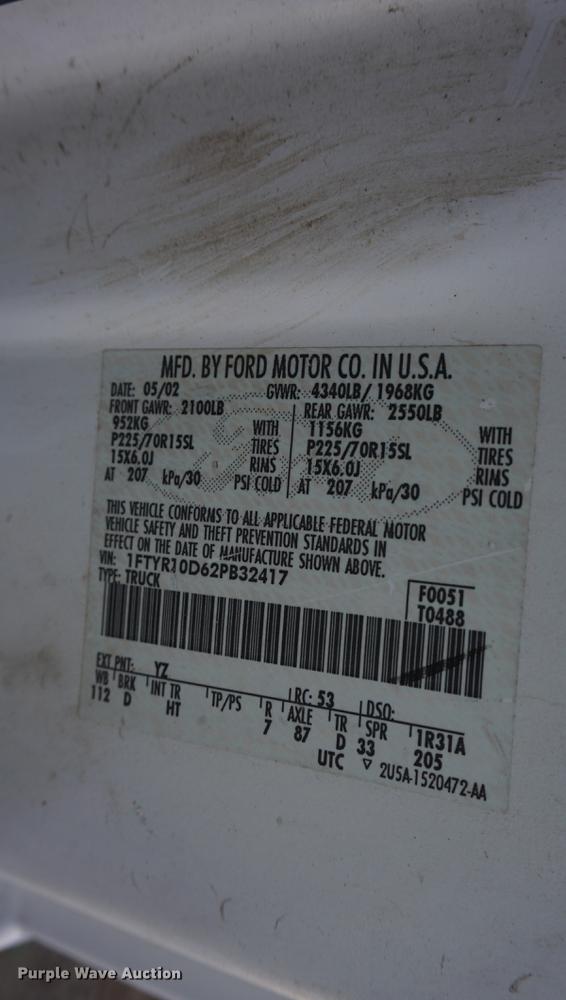 MFD. BY FORD MOTOR CO. IN U.S.A.
DATE: 05/02 GVWR: 4340LB/ 1968KG
FRONT GAWR: 2100LB REAR GAWR: 2550LB
952KG WITH 1156KG WITH
P225/70R15SL TIRES P225/70R15SL TIRES
15X6.0J RIMS 15X6.0J RIMS
AT 207 kPa/30 PSI COLD AT 207 kPa/30 PSI COLD
THIS VEHICLE CONFORMS TO ALL APPLICABLE FEDERAL MOTOR
VEHICLE SAFETY AND THEFT PREVENTION STANDARDS IN
EFFECT ON THE DATE OF MANUFACTURE SHOWN ABOVE.
VIN: 1FTYR10D62PB32417
TYPE: TRUCK
F0051
T0488
EXT PNT: YZ RC: 53 DSO:
WB BRK INT TR TP/PS R AXLE TR SPR 1R31A
112 D HT 7 87 D 33 205
UTC ▽ 2U5A-1520472-AA
Purple Wave Auction